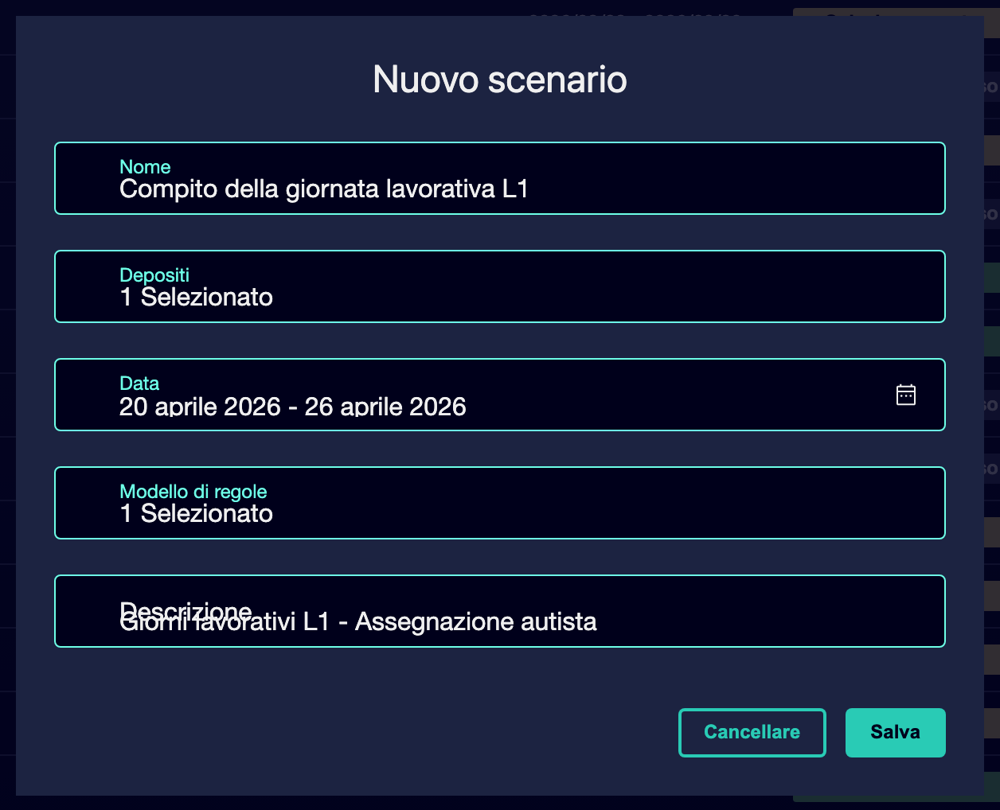 Nuovo scenario
Nome
Compito della giornata lavorativa L1
Depositi
1 Selezionato
Data
20 aprile 2026 - 26 aprile 2026
Modello di regole
1 Selezionato
Descrizione
Giorni lavorativi L1 - Assegnazione autista
Cancellare
Salva